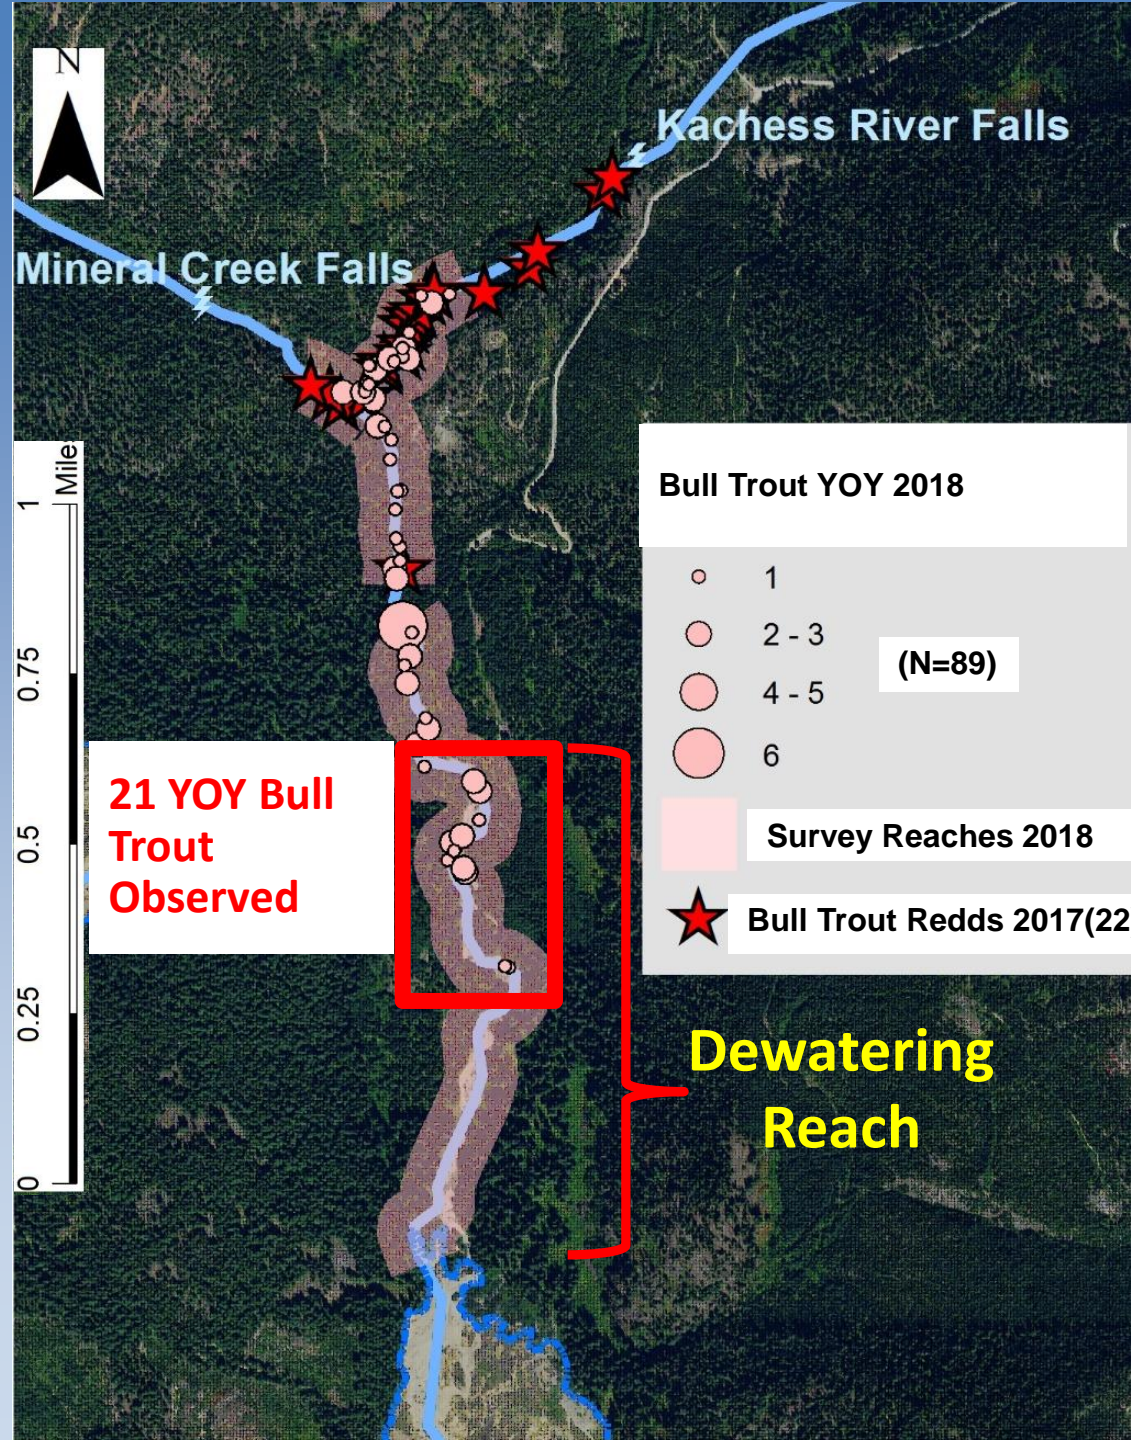 N
Kachess River Falls
Mineral Creek Falls
Mile
1
0.75
0.5
0.25
0
Bull Trout YOY 2018
1
2 - 3
4 - 5
6
(N=89)
Survey Reaches 2018
Bull Trout Redds 2017(22
21 YOY Bull
Trout
Observed
Dewatering
Reach